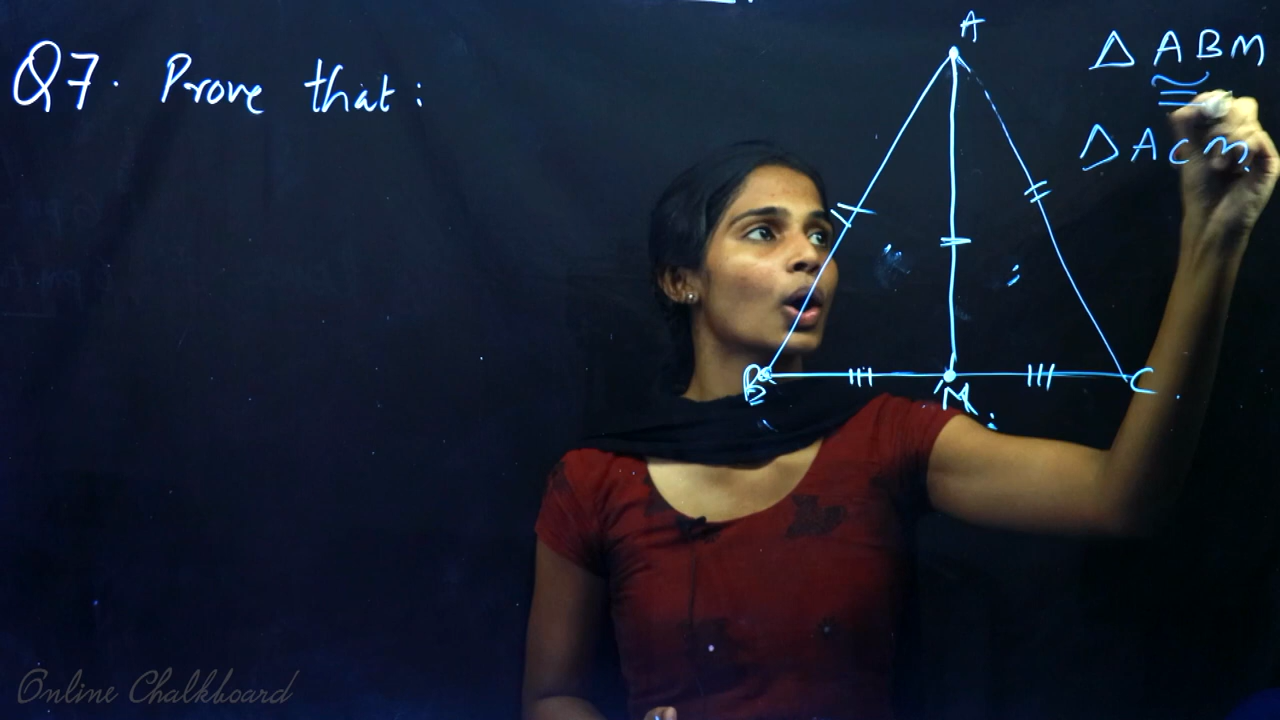 Q7. Prove that:
A
Δ ABM
≅
Δ ACM
B M C
Online Chalkboard